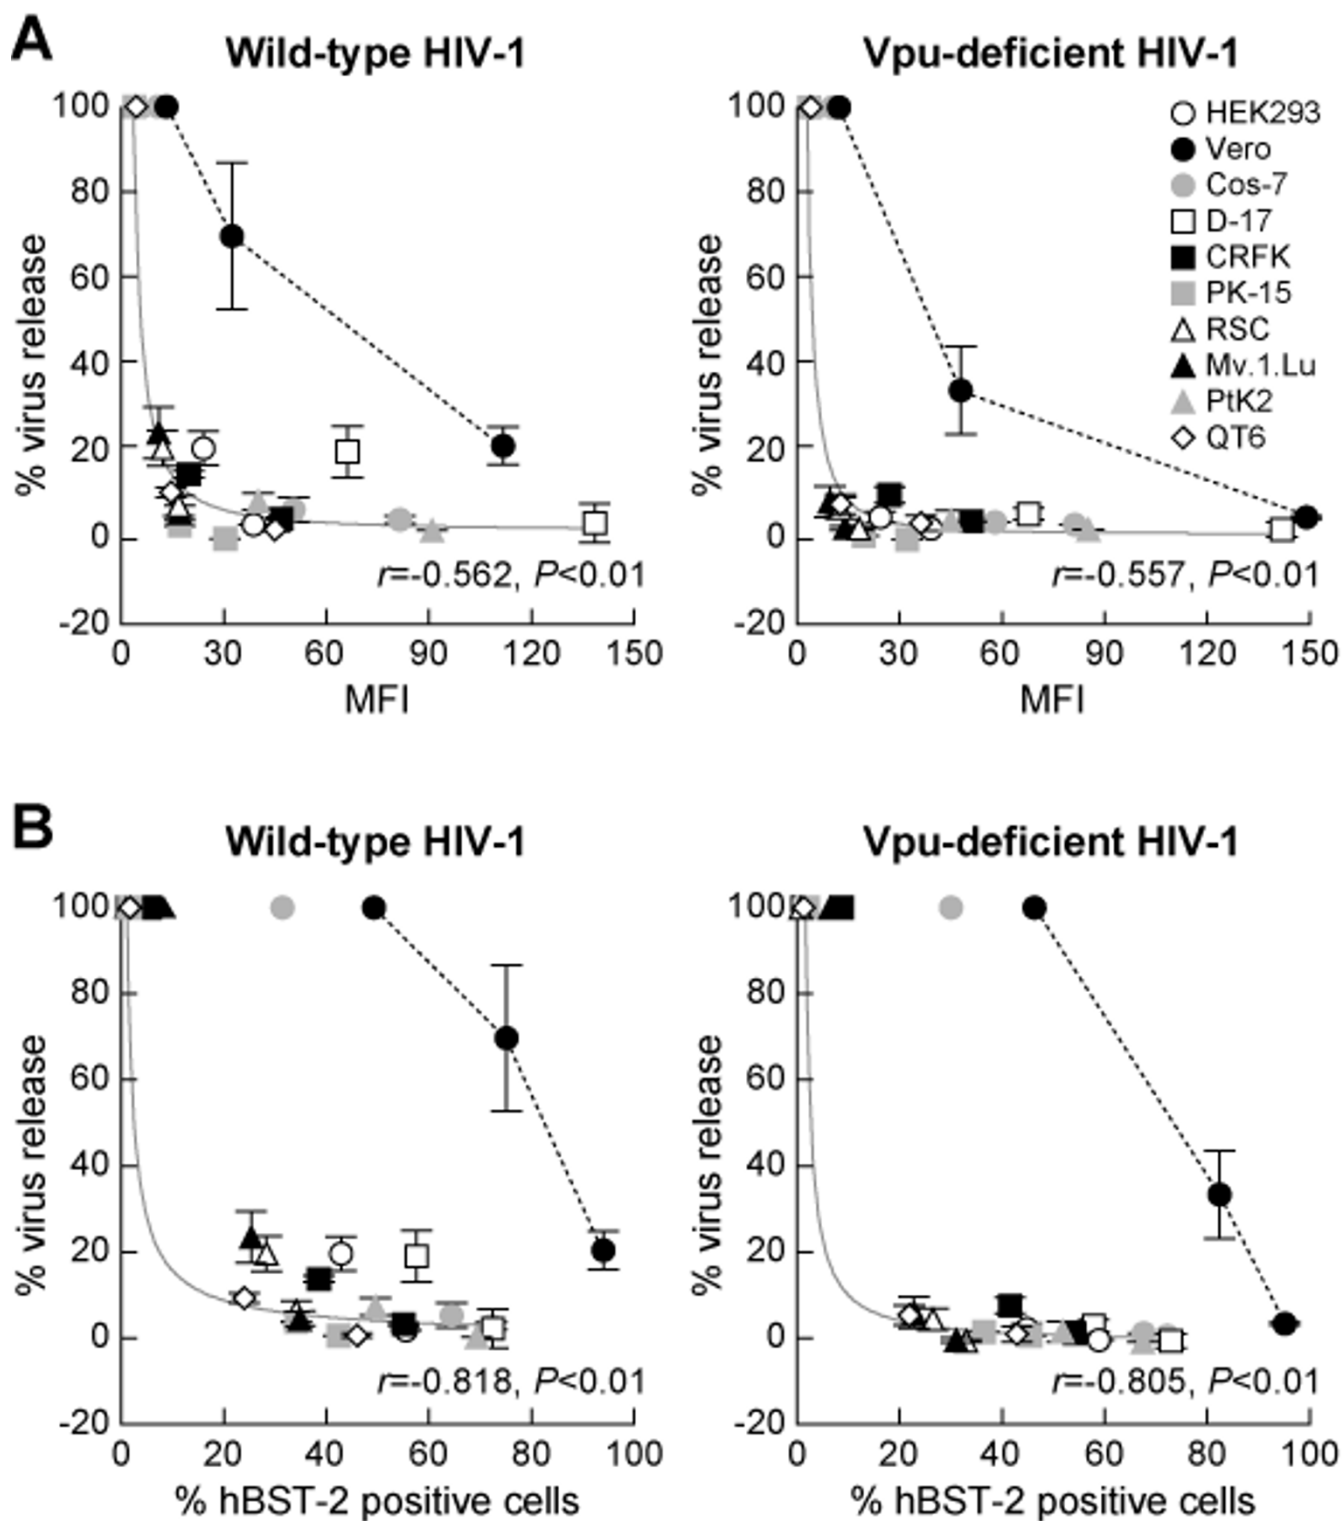 A
Wild-type HIV-1
% virus release
100
80
60
40
20
0
-20
r=-0.562, P<0.01
0 30 60 90 120 150
MFI
Vpu-deficient HIV-1
% virus release
100
80
60
40
20
0
-20
HEK293
Vero
Cos-7
D-17
CRFK
PK-15
RSC
Mv.1.Lu
PtK2
QT6
r=-0.557, P<0.01
0 30 60 90 120 150
MFI
B
Wild-type HIV-1
% virus release
100
80
60
40
20
0
-20
r=-0.818, P<0.01
0 20 40 60 80 100
% hBST-2 positive cells
Vpu-deficient HIV-1
% virus release
100
80
60
40
20
0
-20
r=-0.805, P<0.01
0 20 40 60 80 100
% hBST-2 positive cells